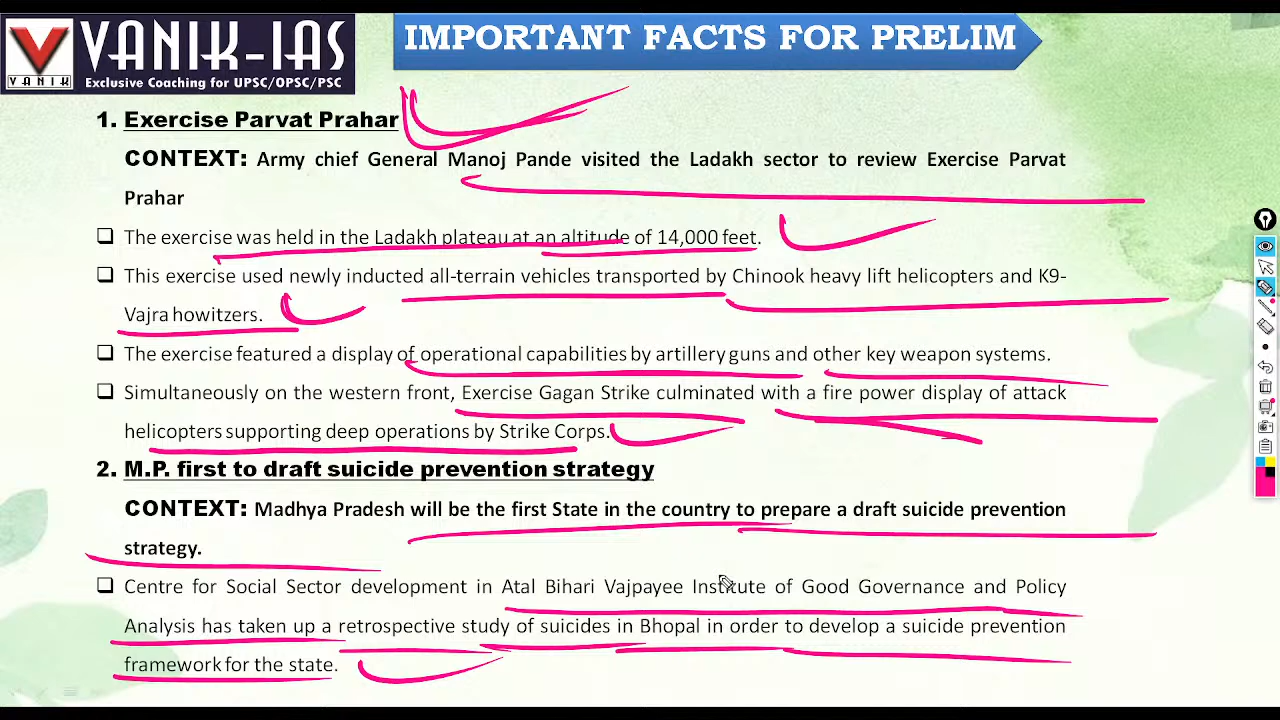 VANIK-IAS
VANIK
Exclusive Coaching for UPSC/OPSC/PSC
IMPORTANT FACTS FOR PRELIM
1. Exercise Parvat Prahar
CONTEXT: Army chief General Manoj Pande visited the Ladakh sector to review Exercise Parvat
Prahar
❑ The exercise was held in the Ladakh plateau at an altitude of 14,000 feet.
❑ This exercise used newly inducted all-terrain vehicles transported by Chinook heavy lift helicopters and K9-
Vajra howitzers.
❑ The exercise featured a display of operational capabilities by artillery guns and other key weapon systems.
❑ Simultaneously on the western front, Exercise Gagan Strike culminated with a fire power display of attack
helicopters supporting deep operations by Strike Corps.
2. M.P. first to draft suicide prevention strategy
CONTEXT: Madhya Pradesh will be the first State in the country to prepare a draft suicide prevention
strategy.
❑ Centre for Social Sector development in Atal Bihari Vajpayee Institute of Good Governance and Policy
Analysis has taken up a retrospective study of suicides in Bhopal in order to develop a suicide prevention
framework for the state.